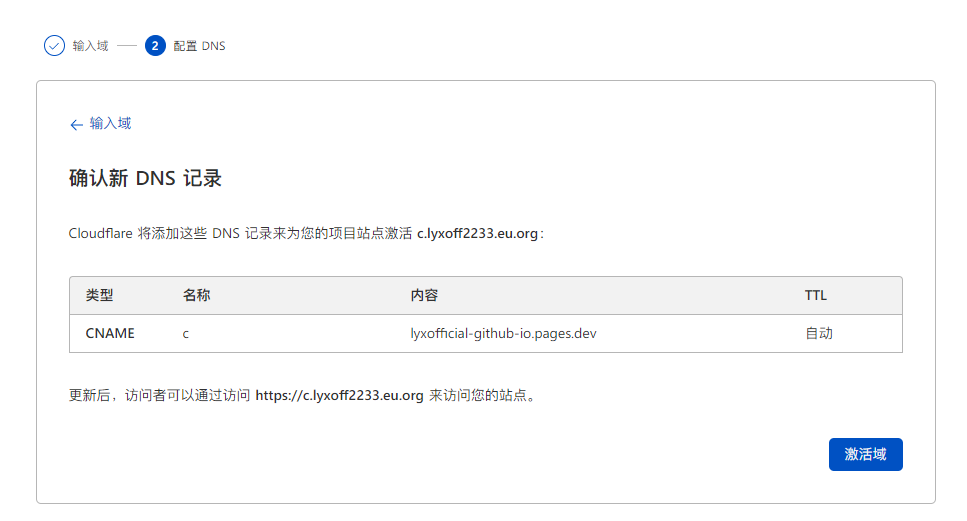 输入域 2 配置 DNS
← 输入域
确认新 DNS 记录
Cloudflare 将添加这些 DNS 记录来为您的项目站点激活 c.lyxoff2233.eu.org：
类型 名称 内容 TTL
CNAME c lyxofficial-github-io.pages.dev 自动
更新后，访问者可以通过访问 https://c.lyxoff2233.eu.org 来访问您的站点。
激活域